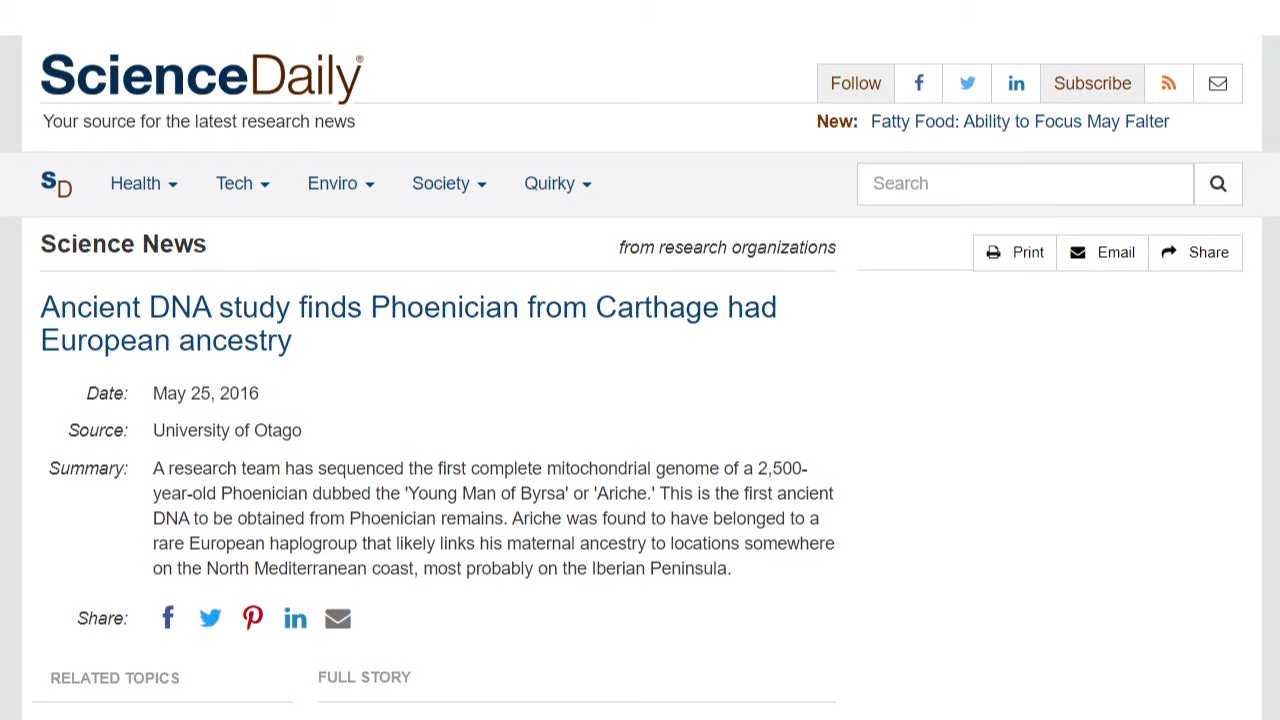 ScienceDaily®
Your source for the latest research news
Follow Subscribe
New: Fatty Food: Ability to Focus May Falter
SD Health Tech Enviro Society Quirky Search
Science News
from research organizations
Print Email Share
Ancient DNA study finds Phoenician from Carthage had
European ancestry
Date: May 25, 2016
Source: University of Otago
Summary: A research team has sequenced the first complete mitochondrial genome of a 2,500-
year-old Phoenician dubbed the 'Young Man of Byrsa' or 'Ariche.' This is the first ancient
DNA to be obtained from Phoenician remains. Ariche was found to have belonged to a
rare European haplogroup that likely links his maternal ancestry to locations somewhere
on the North Mediterranean coast, most probably on the Iberian Peninsula.
Share:
RELATED TOPICS
FULL STORY